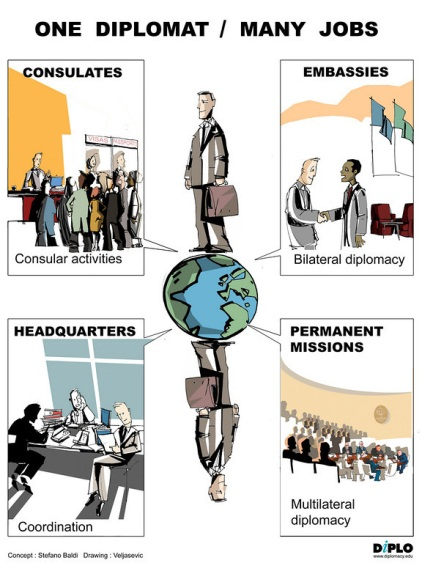 ONE DIPLOMAT / MANY JOBS
CONSULATES
Consular activities
EMBASSIES
Bilateral diplomacy
HEADQUARTERS
Coordination
PERMANENT
MISSIONS
Multilateral
diplomacy
Concept : Stefano Baldi Drawing : Veljasevic
DiPLO
www.diplomacy.edu